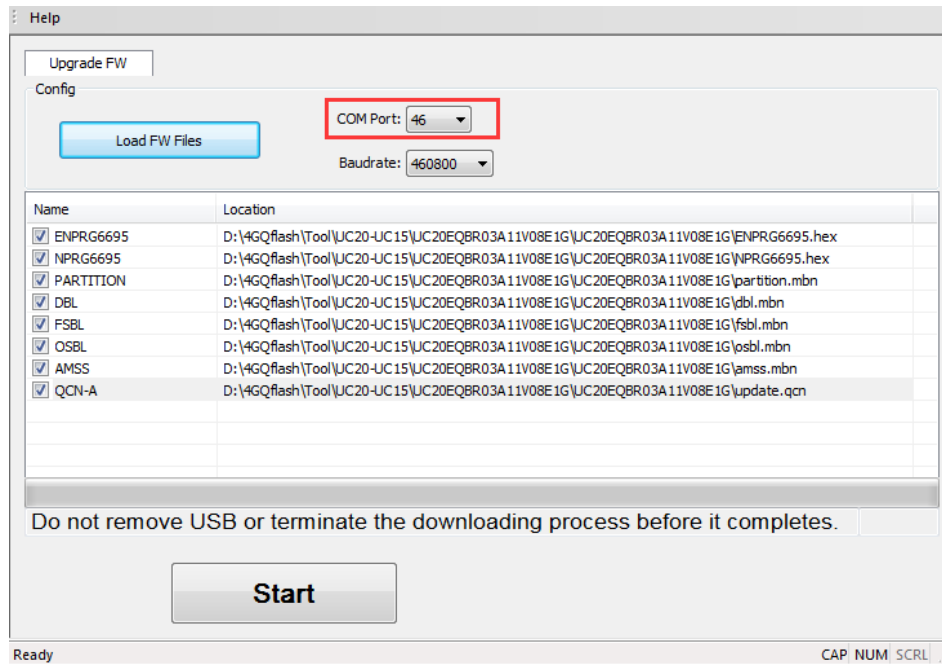 Help
Upgrade FW
Config
COM Port: 46
Load FW Files
Baudrate: 460800
Name Location
ENPRG6695 D:\4GQflash\Tool\UC20-UC15\UC20EQBR03A11V08E1G\UC20EQBR03A11V08E1G\ENPRG6695.hex
NPRG6695 D:\4GQflash\Tool\UC20-UC15\UC20EQBR03A11V08E1G\UC20EQBR03A11V08E1G\NPRG6695.hex
PARTITION D:\4GQflash\Tool\UC20-UC15\UC20EQBR03A11V08E1G\UC20EQBR03A11V08E1G\partition.mbn
DBL D:\4GQflash\Tool\UC20-UC15\UC20EQBR03A11V08E1G\UC20EQBR03A11V08E1G\dbl.mbn
FSBL D:\4GQflash\Tool\UC20-UC15\UC20EQBR03A11V08E1G\UC20EQBR03A11V08E1G\fsbl.mbn
OSBL D:\4GQflash\Tool\UC20-UC15\UC20EQBR03A11V08E1G\UC20EQBR03A11V08E1G\osbl.mbn
AMSS D:\4GQflash\Tool\UC20-UC15\UC20EQBR03A11V08E1G\UC20EQBR03A11V08E1G\amss.mbn
QCN-A D:\4GQflash\Tool\UC20-UC15\UC20EQBR03A11V08E1G\UC20EQBR03A11V08E1G\update.qcn
Do not remove USB or terminate the downloading process before it completes.
Start
Ready CAP NUM SCRL